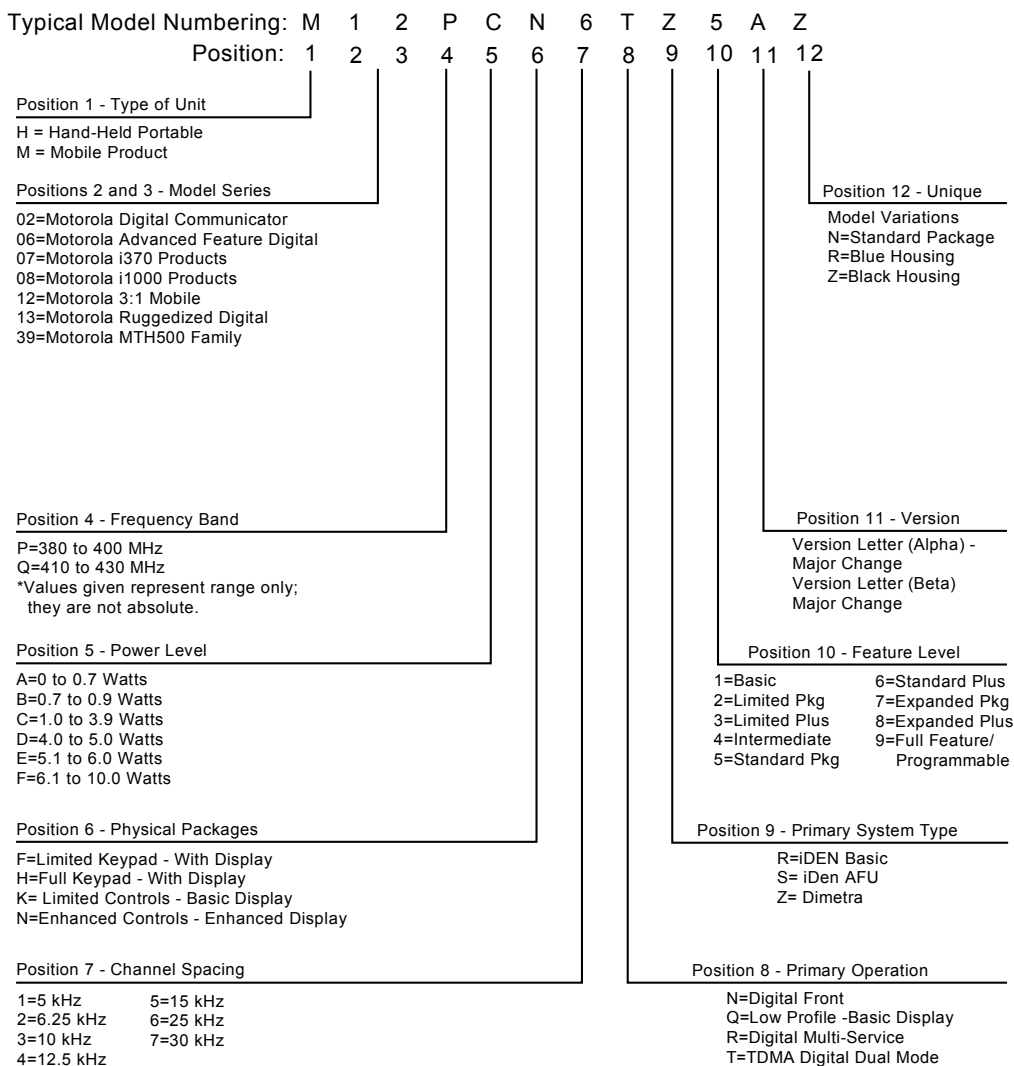 Typical Model Numbering: M 1 2 P C N 6 T Z 5 A Z
Position: 1 2 3 4 5 6 7 8 9 10 11 12
Position 1 - Type of Unit
H = Hand-Held Portable
M = Mobile Product
Positions 2 and 3 - Model Series
02=Motorola Digital Communicator
06=Motorola Advanced Feature Digital
07=Motorola i370 Products
08=Motorola i1000 Products
12=Motorola 3:1 Mobile
13=Motorola Ruggedized Digital
39=Motorola MTH500 Family
Position 12 - Unique
Model Variations
N=Standard Package
R=Blue Housing
Z=Black Housing
Position 4 - Frequency Band
P=380 to 400 MHz
Q=410 to 430 MHz
*Values given represent range only;
they are not absolute.
Position 11 - Version
Version Letter (Alpha) -
Major Change
Version Letter (Beta)
Major Change
Position 5 - Power Level
A=0 to 0.7 Watts
B=0.7 to 0.9 Watts
C=1.0 to 3.9 Watts
D=4.0 to 5.0 Watts
E=5.1 to 6.0 Watts
F=6.1 to 10.0 Watts
Position 10 - Feature Level
1=Basic
2=Limited Pkg
3=Limited Plus
4=Intermediate
5=Standard Pkg
6=Standard Plus
7=Expanded Pkg
8=Expanded Plus
9=Full Feature/
Programmable
Position 6 - Physical Packages
F=Limited Keypad - With Display
H=Full Keypad - With Display
K= Limited Controls - Basic Display
N=Enhanced Controls - Enhanced Display
Position 9 - Primary System Type
R=iDEN Basic
S= iDen AFU
Z= Dimetra
Position 7 - Channel Spacing
1=5 kHz
2=6.25 kHz
3=10 kHz
4=12.5 kHz
5=15 kHz
6=25 kHz
7=30 kHz
Position 8 - Primary Operation
N=Digital Front
Q=Low Profile -Basic Display
R=Digital Multi-Service
T=TDMA Digital Dual Mode